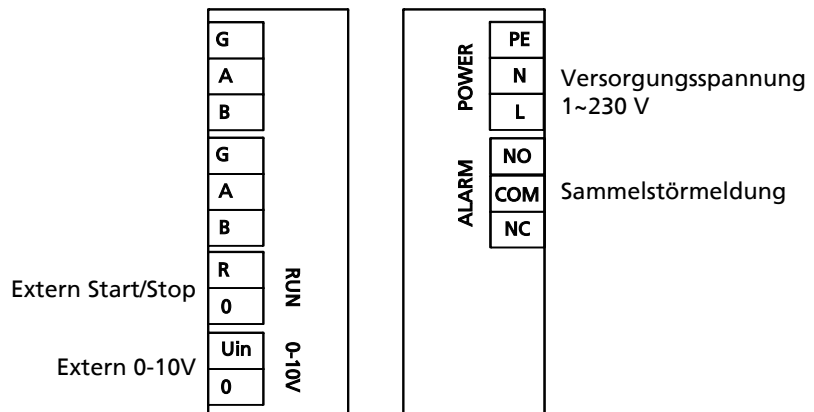 G
A
B
G
A
B
R
0
RUN
Extern Start/Stop
Uin
0
0-10V
Extern 0-10V
PE
N
L
POWER
Versorgungsspannung
1~230 V
NO
COM
NC
ALARM
Sammelstörmeldung